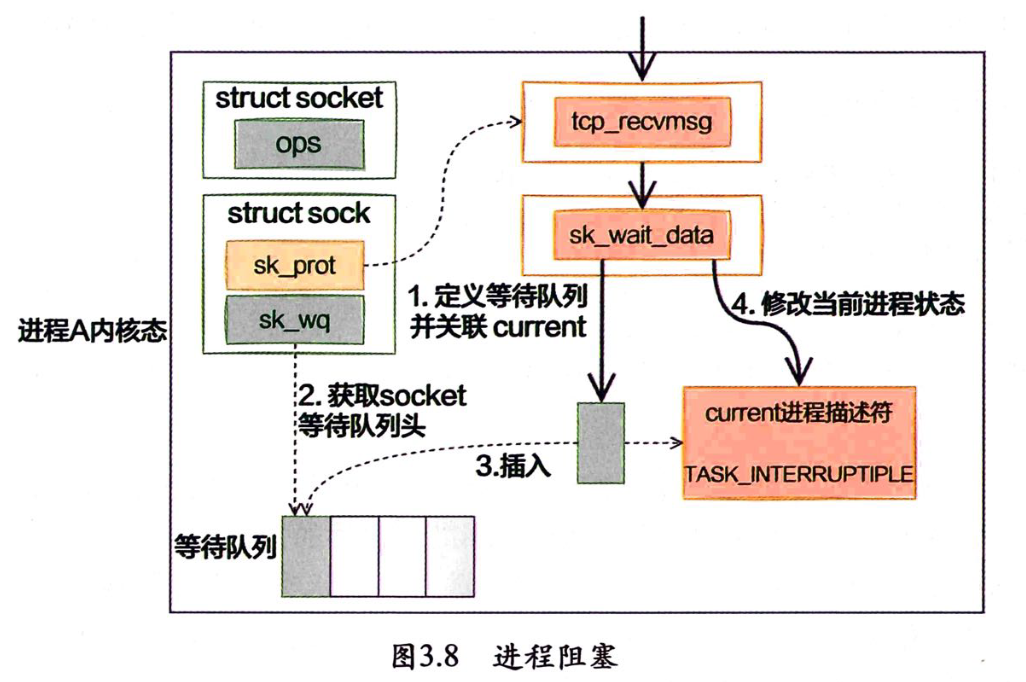 struct socket
ops
struct sock
sk_prot
sk_wq
进程A内核态
tcp_recvmsg
sk_wait_data
1. 定义等待队列
并关联 current
4. 修改当前进程状态
2. 获取socket
等待队列头
3.插入
current进程描述符
TASK_INTERRUPTIPLE
等待队列
图3.8 进程阻塞